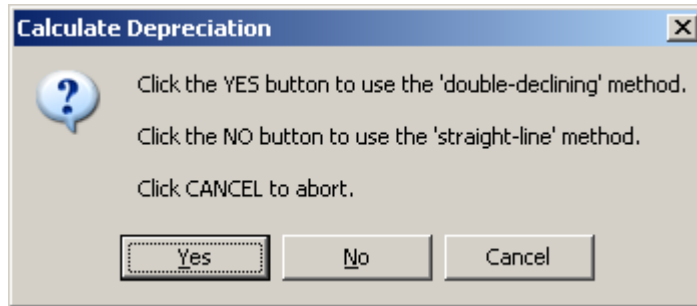 Calculate Depreciation
Click the YES button to use the 'double-declining' method.
Click the NO button to use the 'straight-line' method.
Click CANCEL to abort.
Yes
No
Cancel